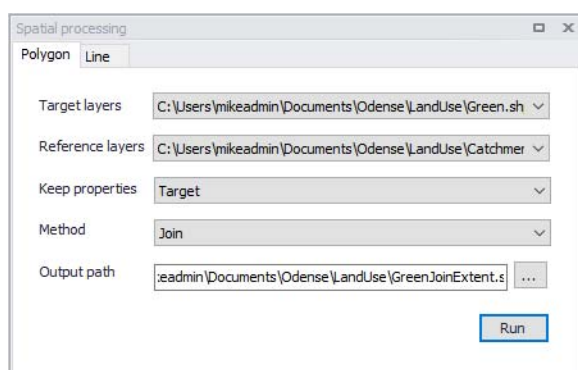 Spatial processing
Polygon Line
Target layers C:\Users\mikeadmin\Documents\Odense\LandUse\Green.sh
Reference layers C:\Users\mikeadmin\Documents\Odense\LandUse\Catchmer
Keep properties Target
Method Join
Output path :eadmin\Documents\Odense\LandUse\GreenJoinExtent.s ...
Run